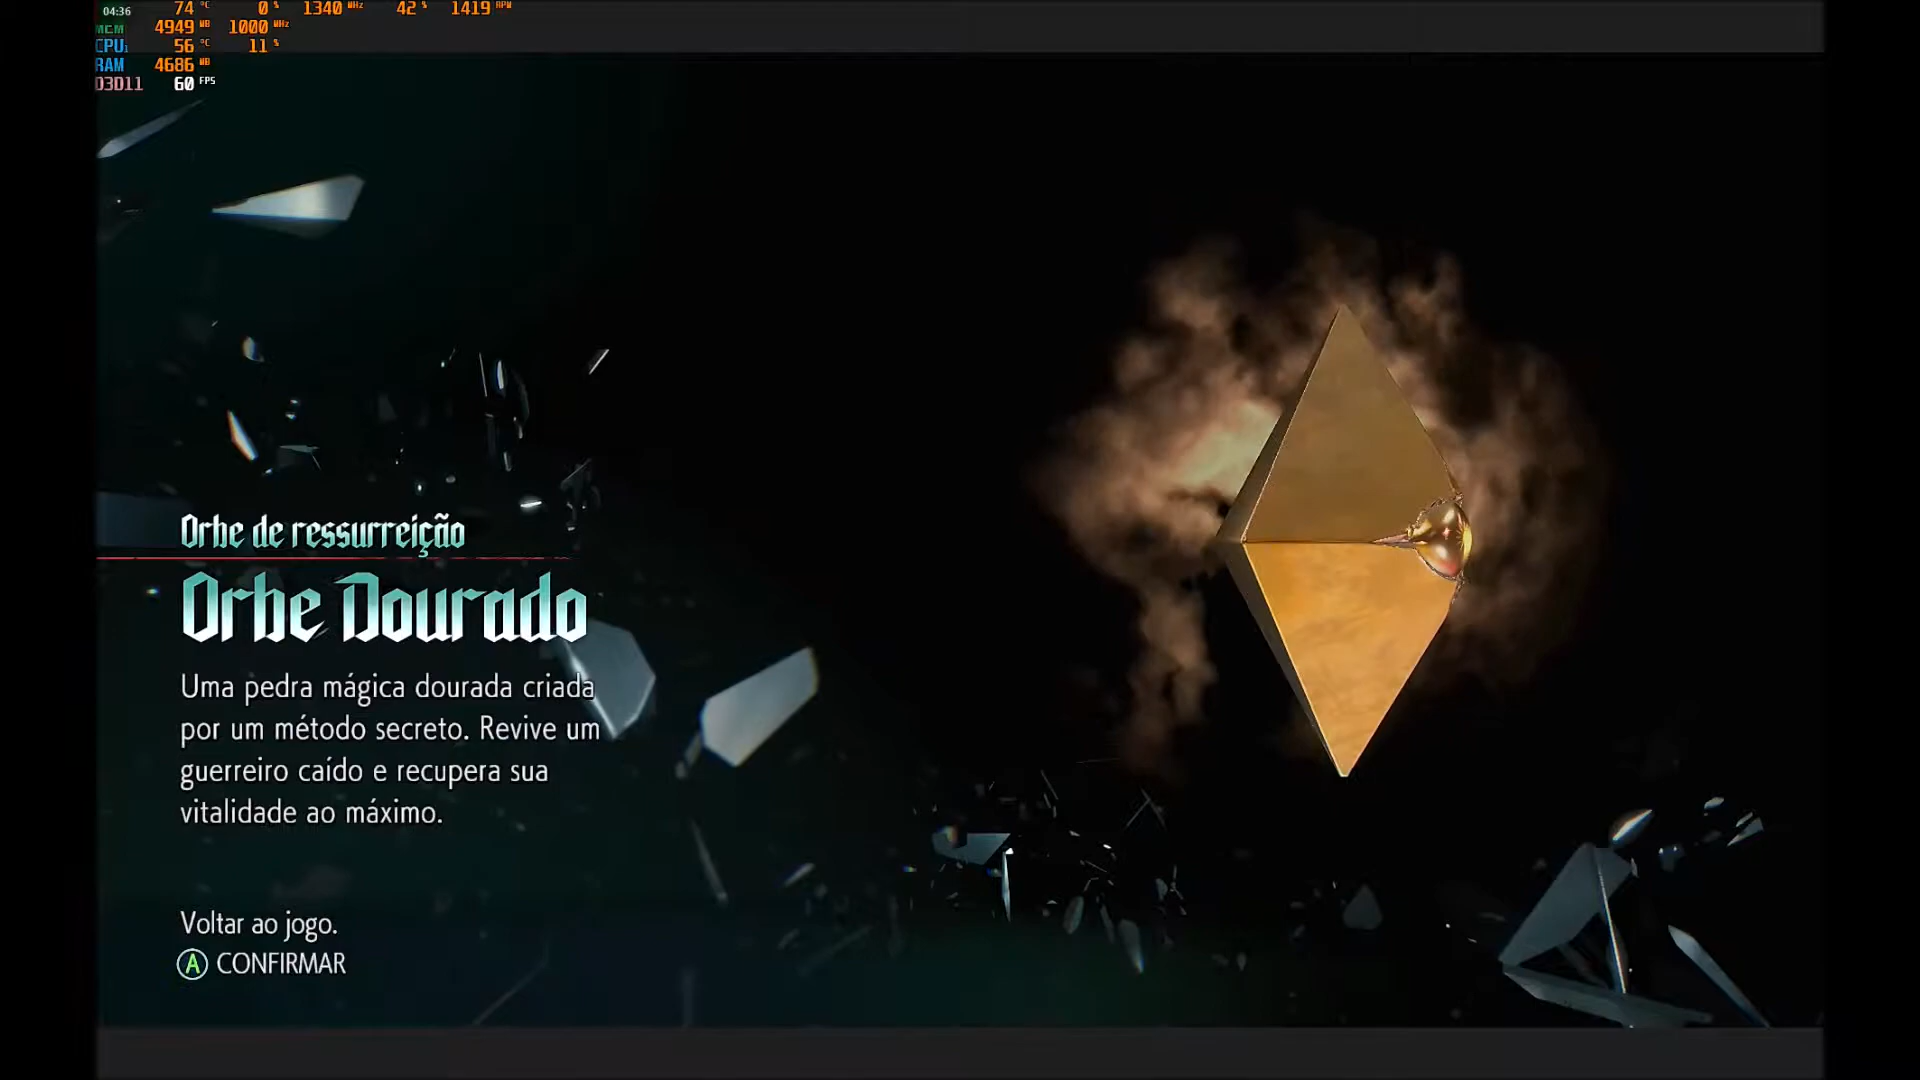 04:36 74 °C 0 % 1340 MHz 42 % 1419 RPM
MEM 4949 MB 1000 MHz
CPU1 56 °C 11 %
RAM 4686 MB
D3D11 60 FPS
Orbe de ressurreição
Orbe Dourado
Uma pedra mágica dourada criada
por um método secreto. Revive um
guerreiro caído e recupera sua
vitalidade ao máximo.
Voltar ao jogo.
A CONFIRMAR